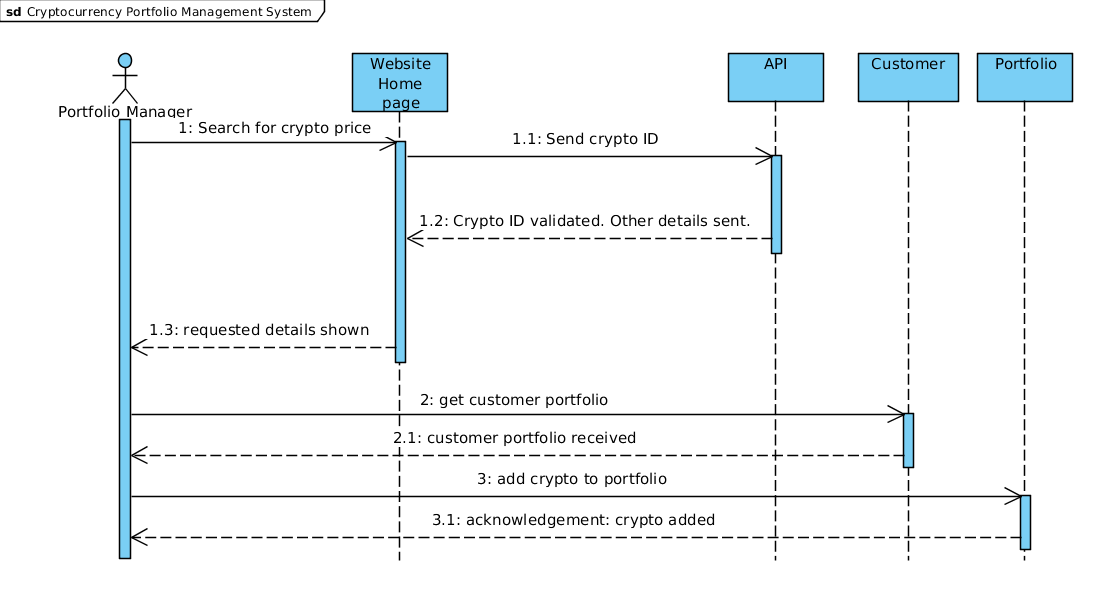 sd Cryptocurrency Portfolio Management System
Portfolio Manager
Website
Home
page
API
Customer
Portfolio
1: Search for crypto price
1.1: Send crypto ID
1.2: Crypto ID validated. Other details sent.
1.3: requested details shown
2: get customer portfolio
2.1: customer portfolio received
3: add crypto to portfolio
3.1: acknowledgement: crypto added